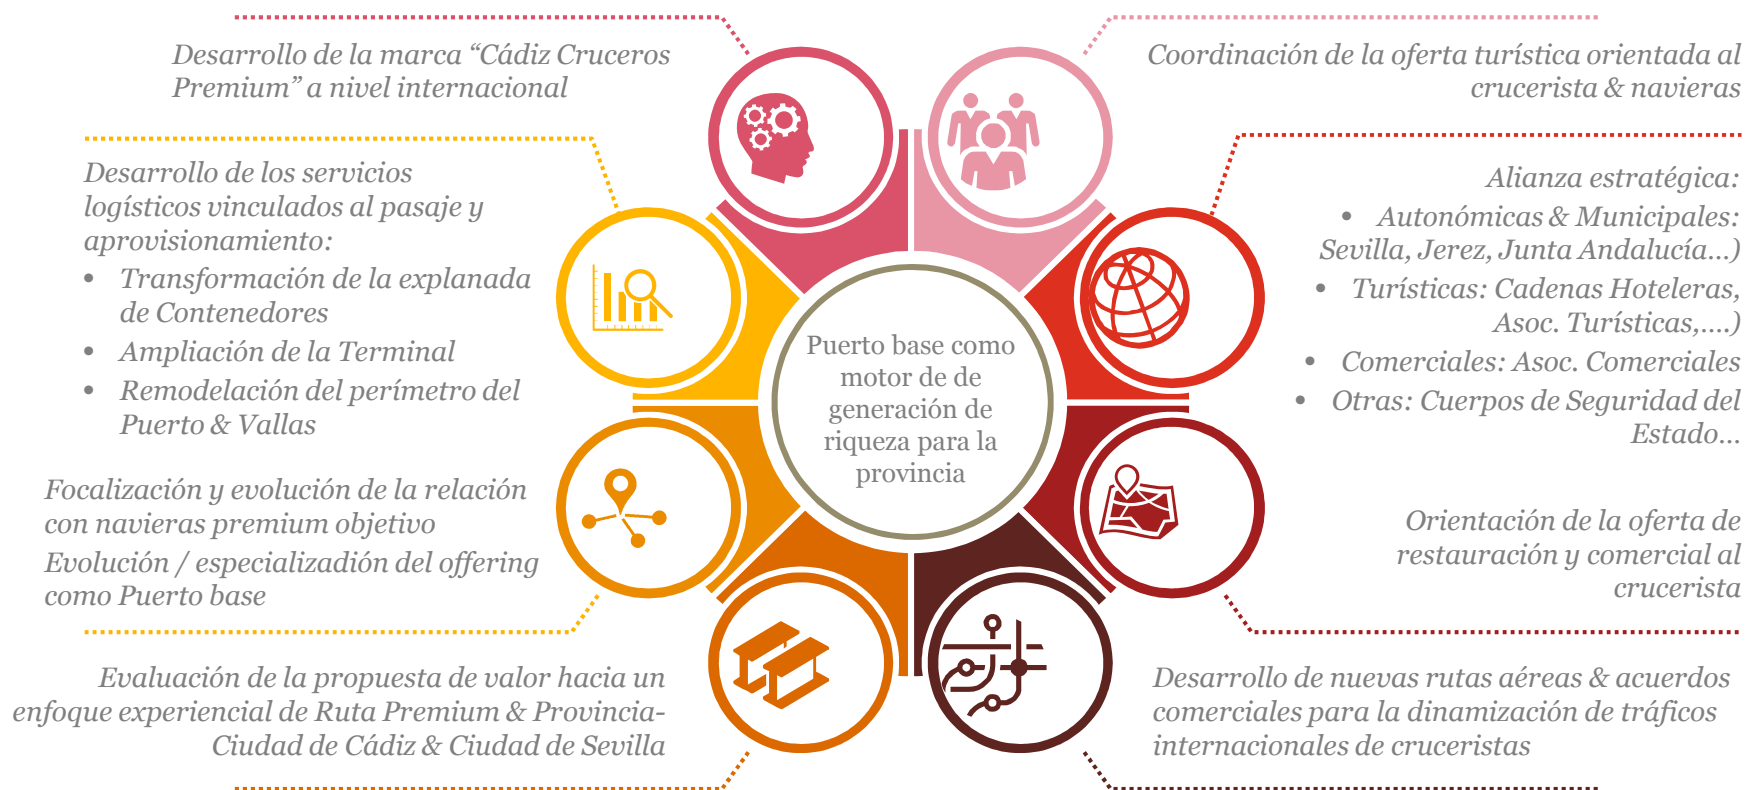 Desarrollo de la marca “Cádiz Cruceros
Premium” a nivel internacional
Desarrollo de los servicios
logísticos vinculados al pasaje y
aprovisionamiento:
• Transformación de la explanada
de Contenedores
• Ampliación de la Terminal
• Remodelación del perímetro del
Puerto & Vallas
Focalización y evolución de la relación
con navieras premium objetivo
Evolución / especializadión del offering
como Puerto base
Evaluación de la propuesta de valor hacia un
enfoque experiencial de Ruta Premium & Provincia-
Ciudad de Cádiz & Ciudad de Sevilla
Puerto base como
motor de de
generación de
riqueza para la
provincia
Coordinación de la oferta turística orientada al
crucerista & navieras
Alianza estratégica:
• Autonómicas & Municipales:
Sevilla, Jerez, Junta Andalucía...)
• Turísticas: Cadenas Hoteleras,
Asoc. Turísticas,....)
• Comerciales: Asoc. Comerciales
• Otras: Cuerpos de Seguridad del
Estado...
Orientación de la oferta de
restauración y comercial al
crucerista
Desarrollo de nuevas rutas aéreas & acuerdos
comerciales para la dinamización de tráficos
internacionales de cruceristas